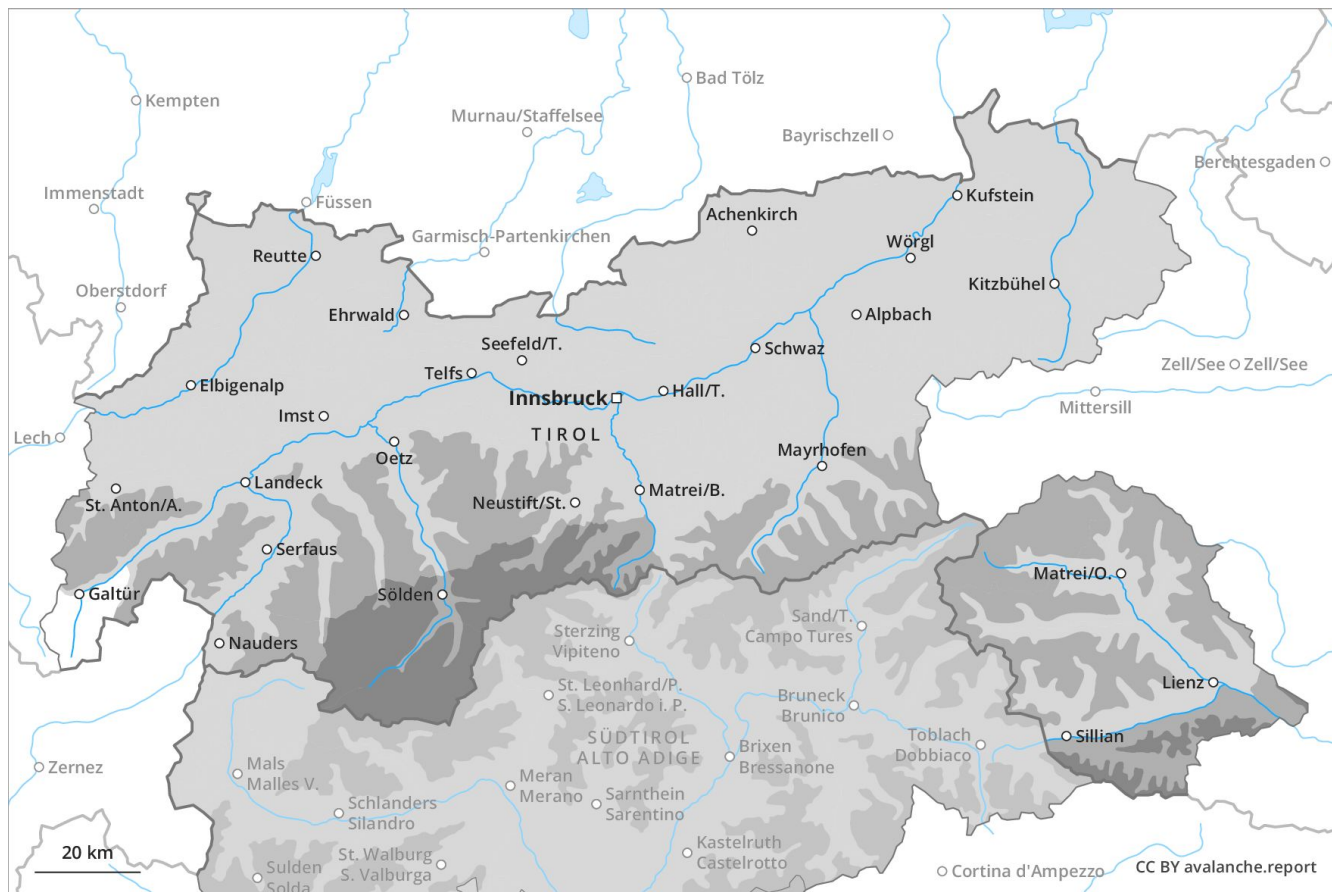 Bad Tölz
Kempten
Murnau/Staffelsee
Bayrischzell
Berchtesgaden
Immenstadt
Füssen
Kufstein
Achenkirch
Garmisch-Partenkirchen
Wörgl
Reutte
Kitzbühel
Oberstdorf
Ehrwald
Alpbach
Seefeld/T.
Schwaz
Zell/See
Zell/See
Telfs
Elbigenalp
Innsbruck
Hall/T.
Mittersill
Imst
TIROL
Lech
Oetz
Mayrhofen
Landeck
Matrei/B.
St. Anton/A.
Neustift/St.
Serfaus
Matrei/O.
Galtür
Sölden
Sand/T.
Campo Tures
Sterzing
Vipiteno
Nauders
Lienz
St. Leonhard/P.
S. Leonardo i. P.
Bruneck
Brunico
Sillian
SÜDTIROL
ALTO ADIGE
Toblach
Dobbiaco
Brixen
Bressanone
Zernez
Mals
Malles V.
Meran
Merano
Schlanders
Silandro
Sarnthein
Sarentino
Kastelruth
Castelrotto
20 km
St. Walburg
S. Valburga
Sulden
Solda
Cortina d'Ampezzo
CC BY avalanche.report